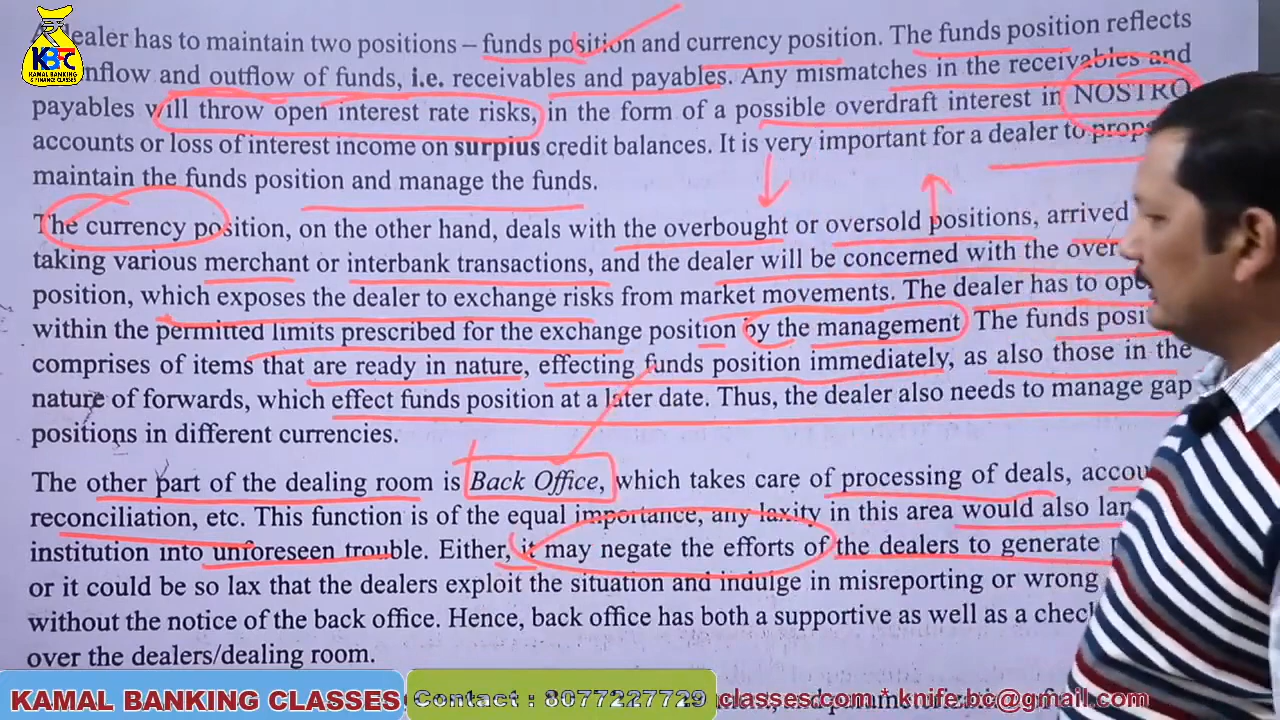 KBC
KAMAL BANKING
& FINANCE CLASSES
dealer has to maintain two positions – funds position and currency position. The funds position reflects
nflow and outflow of funds, i.e. receivables and payables. Any mismatches in the receivables and
payables will throw open interest rate risks, in the form of a possible overdraft interest in NOSTRO
accounts or loss of interest income on surplus credit balances. It is very important for a dealer to prope
maintain the funds position and manage the funds.
The currency position, on the other hand, deals with the overbought or oversold positions, arrived
taking various merchant or interbank transactions, and the dealer will be concerned with the over
position, which exposes the dealer to exchange risks from market movements. The dealer has to ope
within the permitted limits prescribed for the exchange position by the management The funds posi
comprises of items that are ready in nature, effecting funds position immediately, as also those in the
nature of forwards, which effect funds position at a later date. Thus, the dealer also needs to manage gap
positions in different currencies.
The other part of the dealing room is Back Office, which takes care of processing of deals, accou
reconciliation, etc. This function is of the equal importance, any laxity in this area would also lan
institution into unforeseen trouble. Either, it may negate the efforts of the dealers to generate
or it could be so lax that the dealers exploit the situation and indulge in misreporting or wrong
without the notice of the back office. Hence, back office has both a supportive as well as a check
over the dealers/dealing room.
KAMAL BANKING CLASSES Contact : 8077227729 classes.com * knife.bc@gmail.com